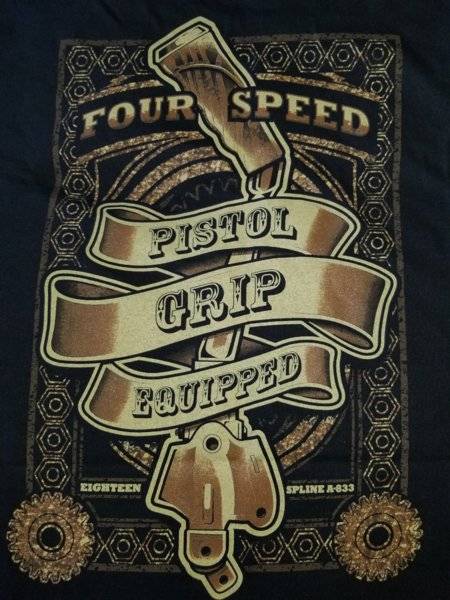 FOUR SPEED
PISTOL
GRIP
EQUIPPED
EIGHTEEN SPLINE A-833